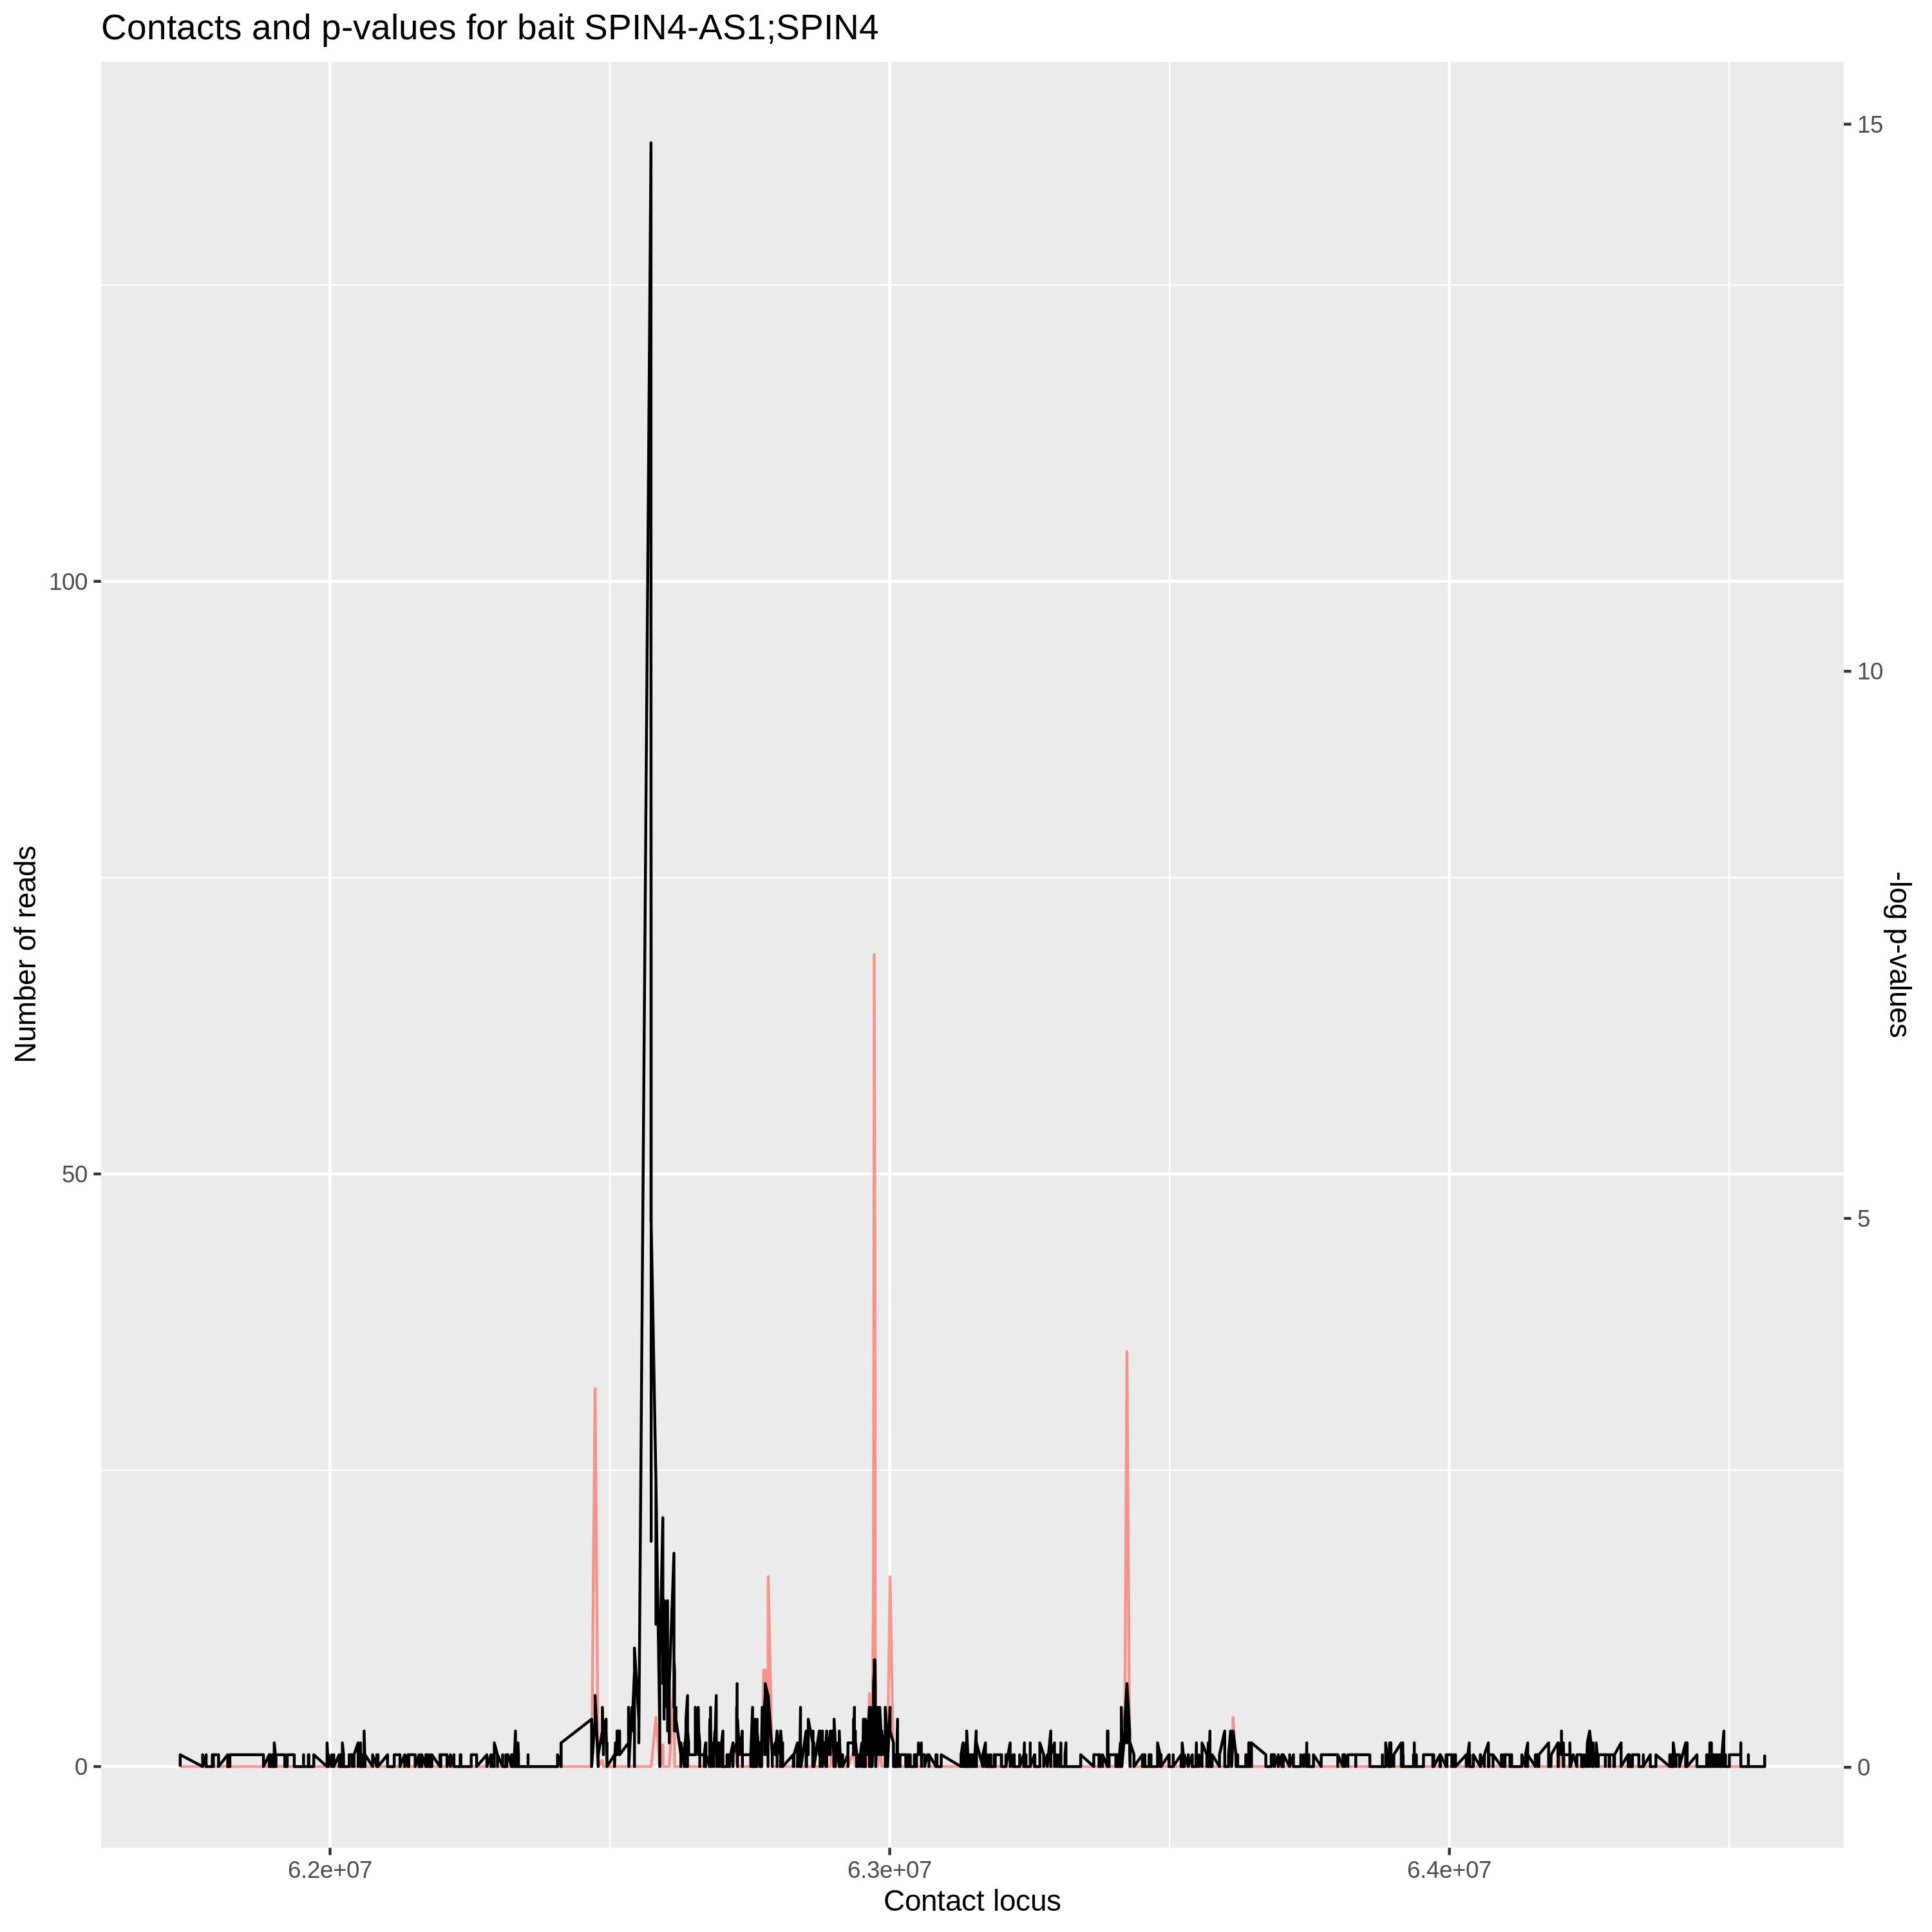 Contacts and p-values for bait SPIN4-AS1;SPIN4
Number of reads
100
50
0
15
10
5
0
-log p-values
6.2e+07
6.3e+07
6.4e+07
Contact locus